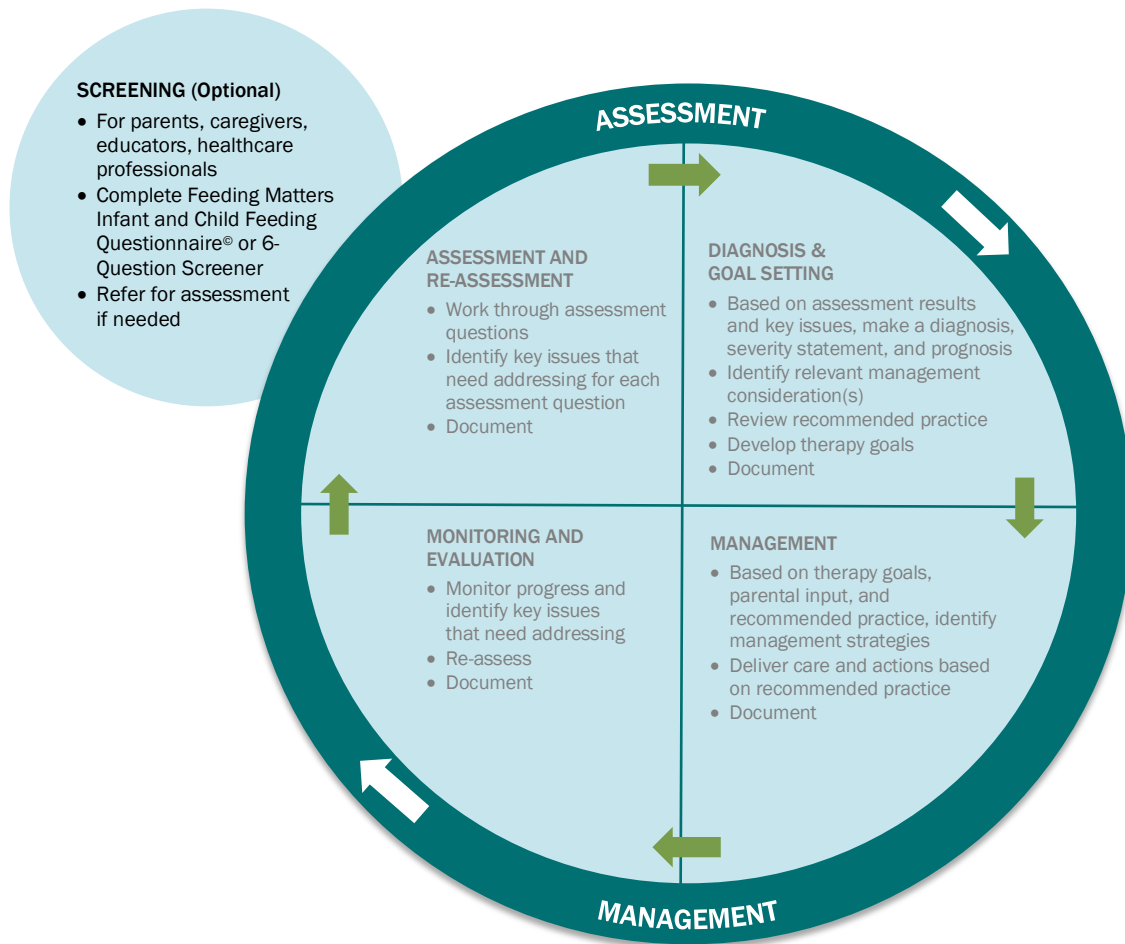 SCREENING (Optional)
• For parents, caregivers,
educators, healthcare
professionals
• Complete Feeding Matters
Infant and Child Feeding
Questionnaire© or 6-
Question Screener
• Refer for assessment
if needed
ASSESSMENT
ASSESSMENT AND
RE-ASSESSMENT
• Work through assessment
questions
• Identify key issues that
need addressing for each
assessment question
• Document
DIAGNOSIS &
GOAL SETTING
• Based on assessment results
and key issues, make a diagnosis,
severity statement, and prognosis
• Identify relevant management
consideration(s)
• Review recommended practice
• Develop therapy goals
• Document
MONITORING AND
EVALUATION
• Monitor progress and
identify key issues
that need addressing
• Re-assess
• Document
MANAGEMENT
• Based on therapy goals,
parental input, and
recommended practice, identify
management strategies
• Deliver care and actions based
on recommended practice
• Document
MANAGEMENT